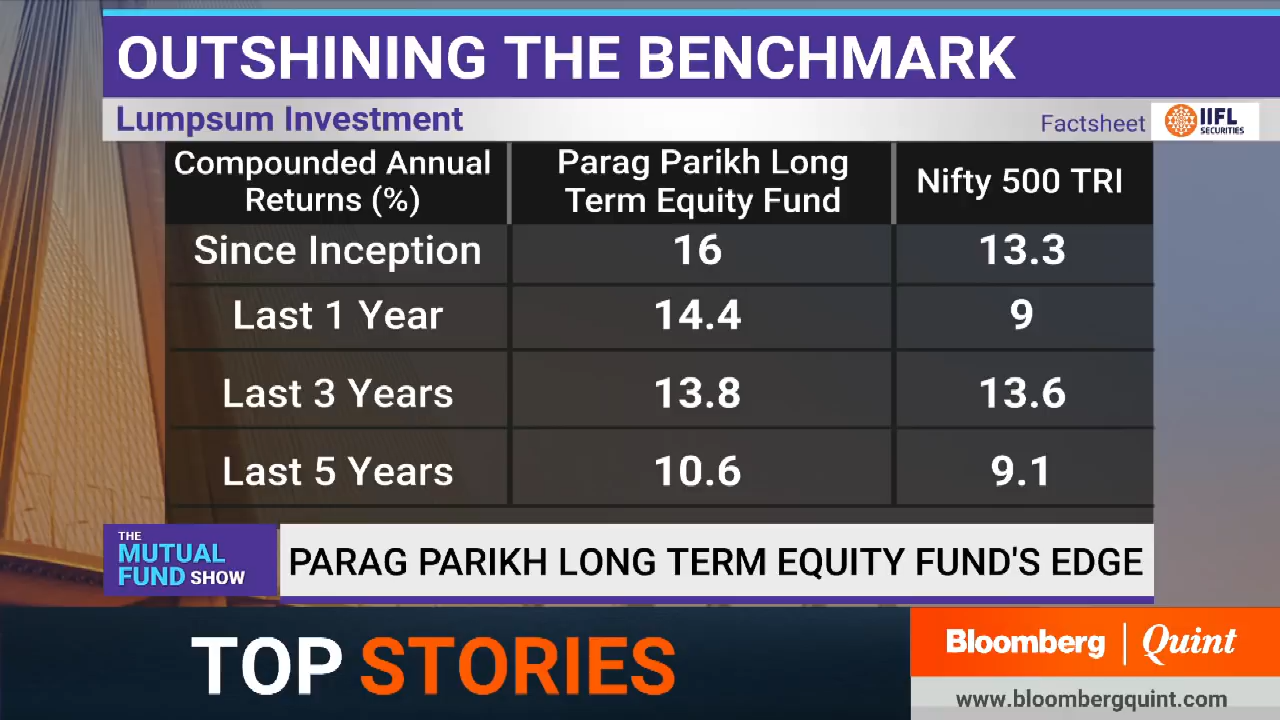 OUTSHINING THE BENCHMARK
Lumpsum Investment
Factsheet
IIFL
SECURITIES
Compounded Annual
Returns (%)
Parag Parikh Long
Term Equity Fund
Nifty 500 TRI
Since Inception
16
13.3
Last 1 Year
14.4
9
Last 3 Years
13.8
13.6
Last 5 Years
10.6
9.1
THE
MUTUAL
FUND SHOW
PARAG PARIKH LONG TERM EQUITY FUND'S EDGE
TOP STORIES
Bloomberg | Quint
www.bloombergquint.com